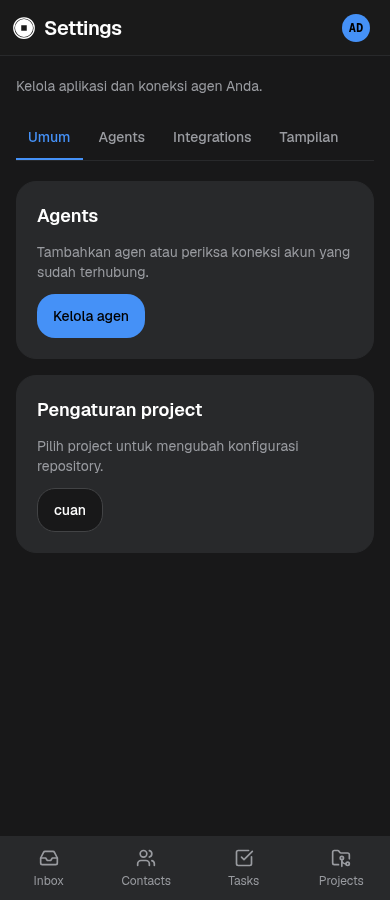 Settings
AD
Kelola aplikasi dan koneksi agen Anda.
Umum
Agents
Integrations
Tampilan
Agents
Tambahkan agen atau periksa koneksi akun yang
sudah terhubung.
Kelola agen
Pengaturan project
Pilih project untuk mengubah konfigurasi
repository.
cuan
Inbox
Contacts
Tasks
Projects